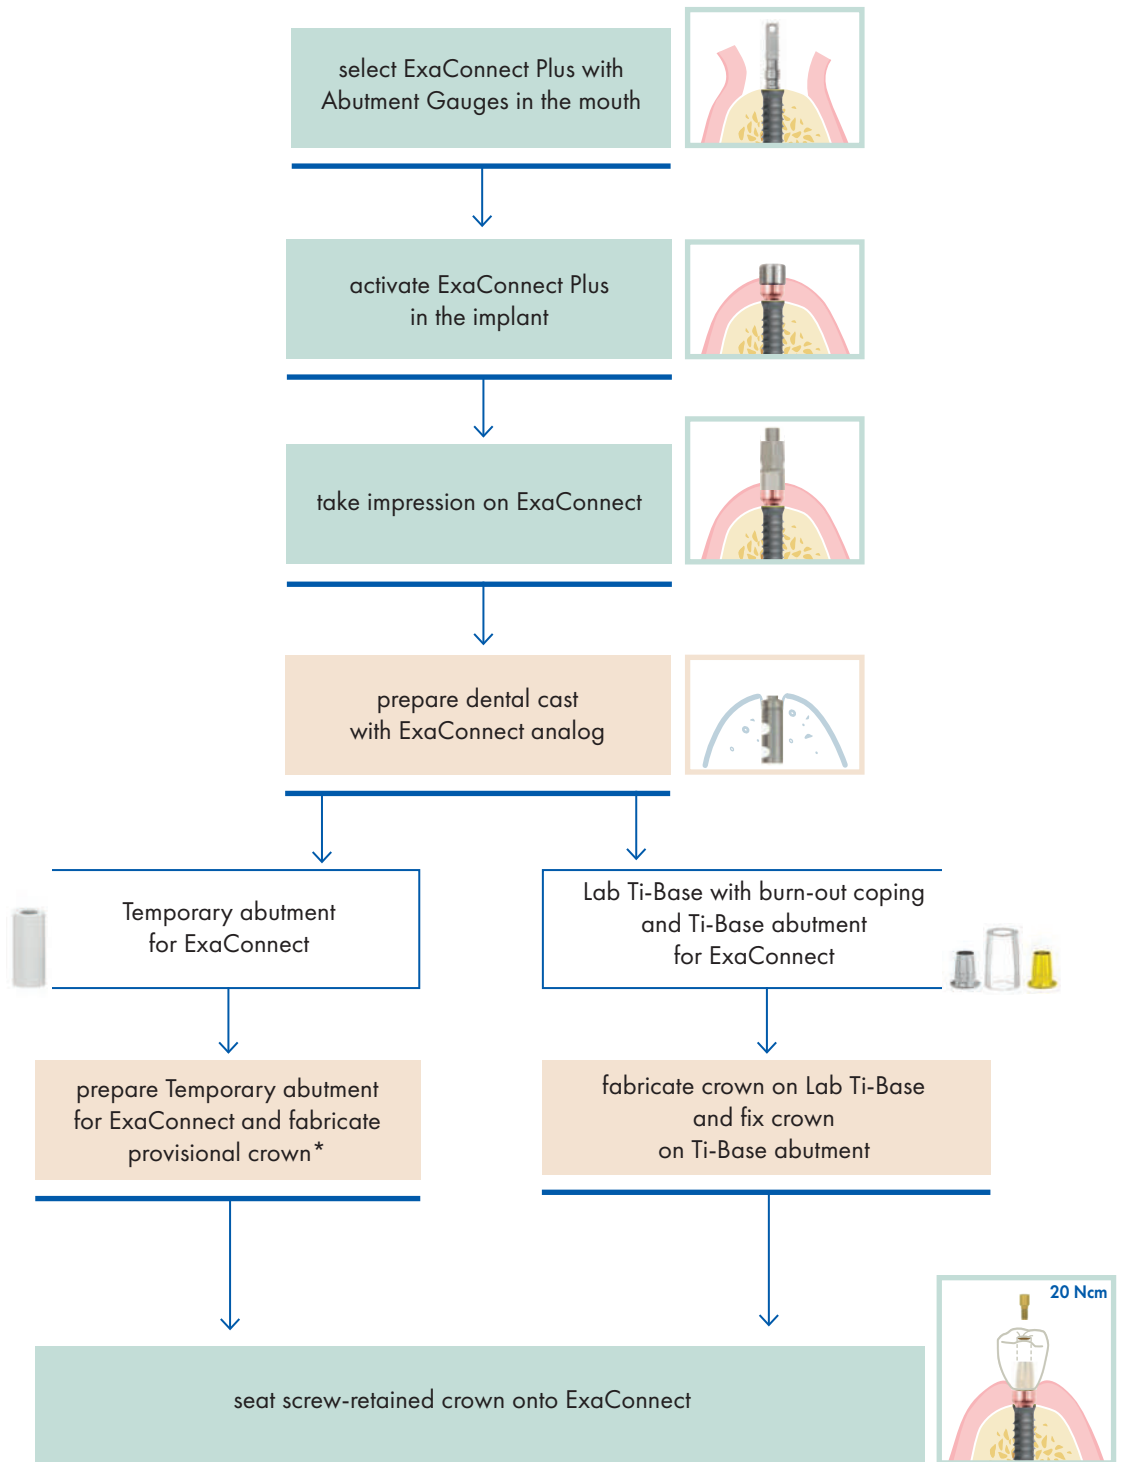 select ExaConnect Plus with
Abutment Gauges in the mouth
activate ExaConnect Plus
in the implant
take impression on ExaConnect
prepare dental cast
with ExaConnect analog
Temporary abutment
for ExaConnect
Lab Ti-Base with burn-out coping
and Ti-Base abutment
for ExaConnect
prepare Temporary abutment
for ExaConnect and fabricate
provisional crown*
fabricate crown on Lab Ti-Base
and fix crown
on Ti-Base abutment
20 Ncm
seat screw-retained crown onto ExaConnect